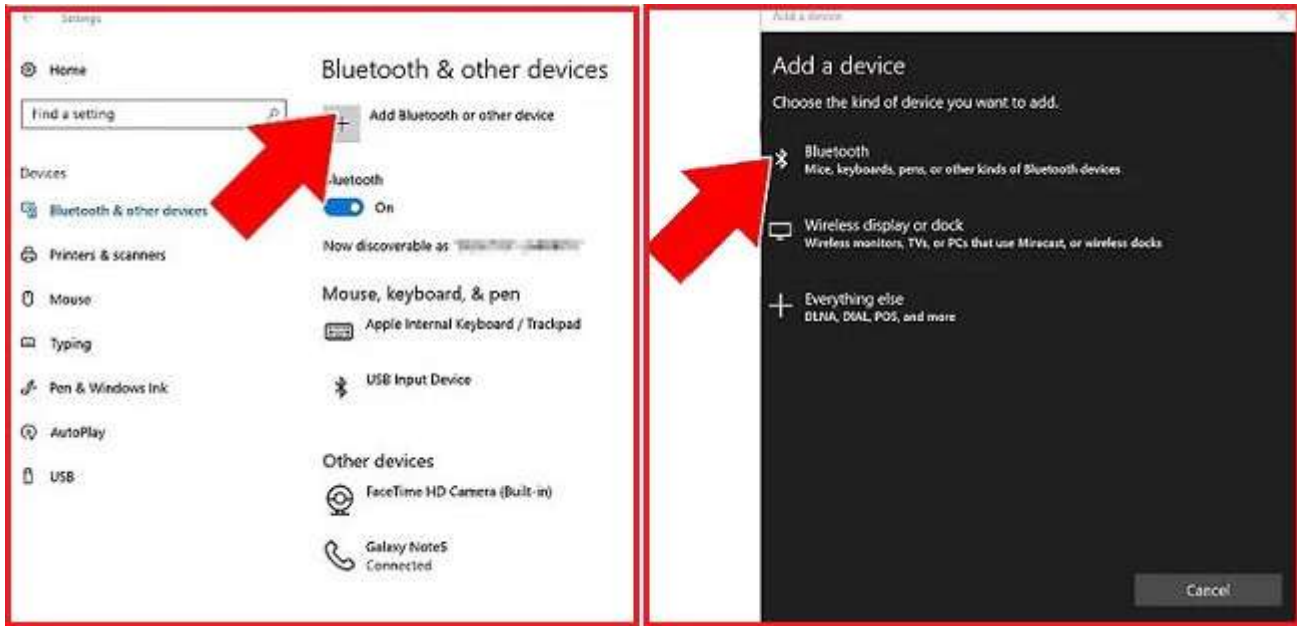 Settings
Home
Find a setting
Devices
Bluetooth & other devices
Printers & scanners
Mouse
Typing
Pen & Windows Ink
AutoPlay
USB
Bluetooth & other devices
Add Bluetooth or other device
luetooth
On
Now discoverable as
Mouse, keyboard, & pen
Apple Internal Keyboard / Trackpad
USB Input Device
Other devices
FaceTime HD Camera (Built-in)
Galaxy Note5
Connected
Add a device
Add a device
Choose the kind of device you want to add.
Bluetooth
Mice, keyboards, pens, or other kinds of Bluetooth devices
Wireless display or dock
Wireless monitors, TVs, or PCs that use Miracast, or wireless docks
Everything else
DLNA, DIAL, POS, and more
Cancel